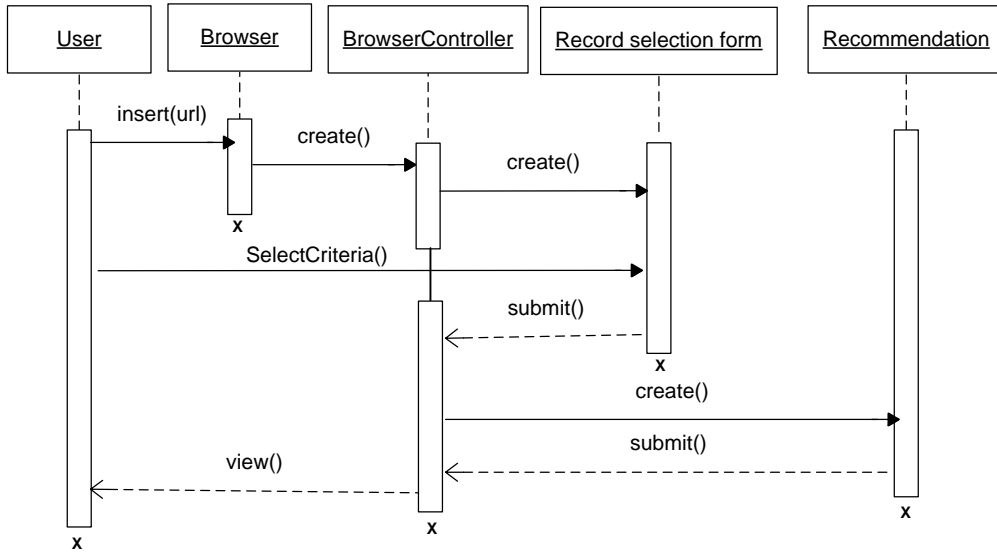 User
Browser
BrowserController
Record selection form
Recommendation
insert(url)
create()
create()
x
SelectCriteria()
submit()
x
create()
submit()
view()
x
x
x